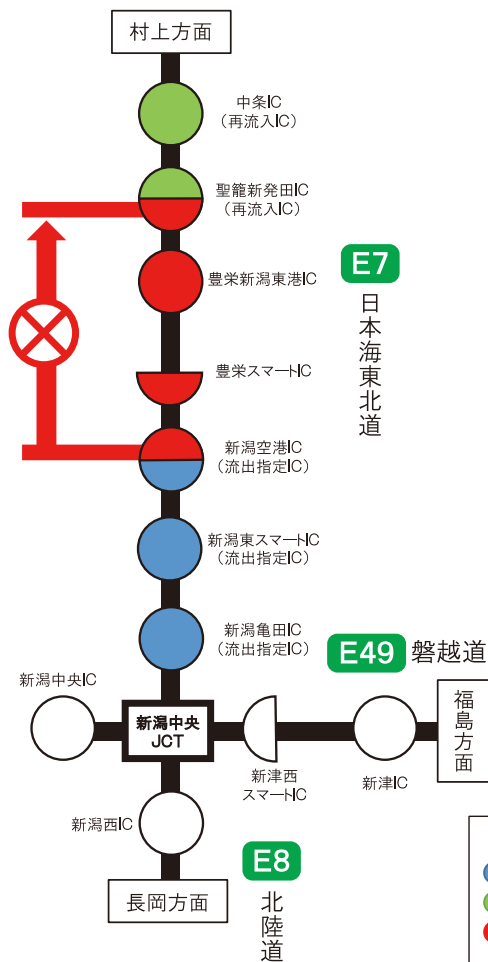 村上方面
中条IC
（再流入IC）
聖籠新発田IC
（再流入IC）
E7
日本海東北道
豊栄新潟東港IC
豊栄スマートIC
新潟空港IC
（流出指定IC）
新潟東スマートIC
（流出指定IC）
新潟亀田IC
（流出指定IC）
E49 磐越道
新潟中央IC
新潟中央
JCT
福島方面
新津西
スマートIC
新津IC
新潟西IC
E8
北陸道
長岡方面